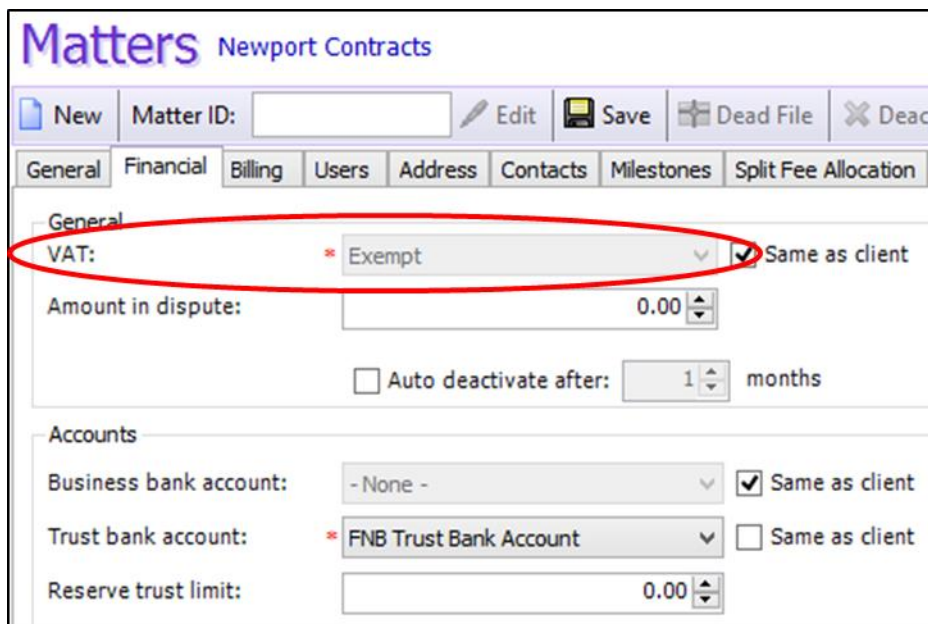 Matters Newport Contracts
New Matter ID: Edit Save Dead File
General Financial Billing Users Address Contacts Milestones Split Fee Allocation
General
VAT: * Exempt Same as client
Amount in dispute: 0.00
Auto deactivate after: 1 months
Accounts
Business bank account: - None - Same as client
Trust bank account: * FNB Trust Bank Account Same as client
Reserve trust limit: 0.00